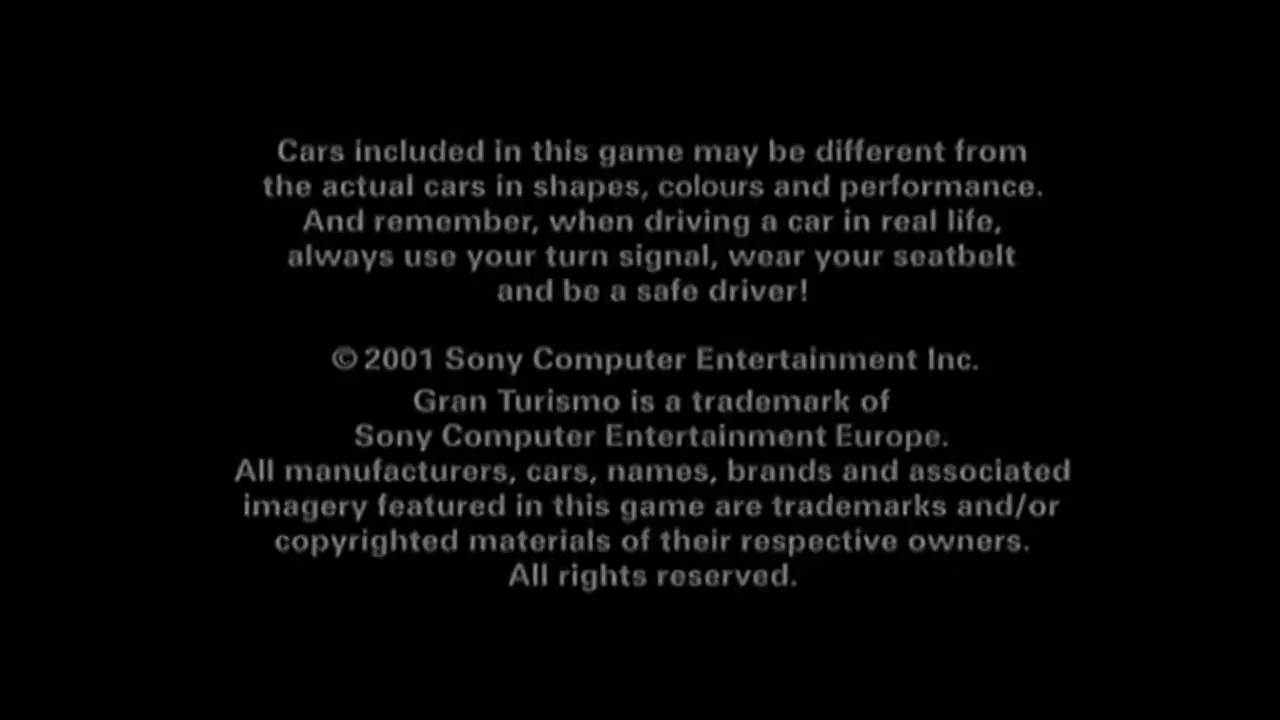 Cars included in this game may be different from
the actual cars in shapes, colours and performance.
And remember, when driving a car in real life,
always use your turn signal, wear your seatbelt
and be a safe driver!
© 2001 Sony Computer Entertainment Inc.
Gran Turismo is a trademark of
Sony Computer Entertainment Europe.
All manufacturers, cars, names, brands and associated
imagery featured in this game are trademarks and/or
copyrighted materials of their respective owners.
All rights reserved.